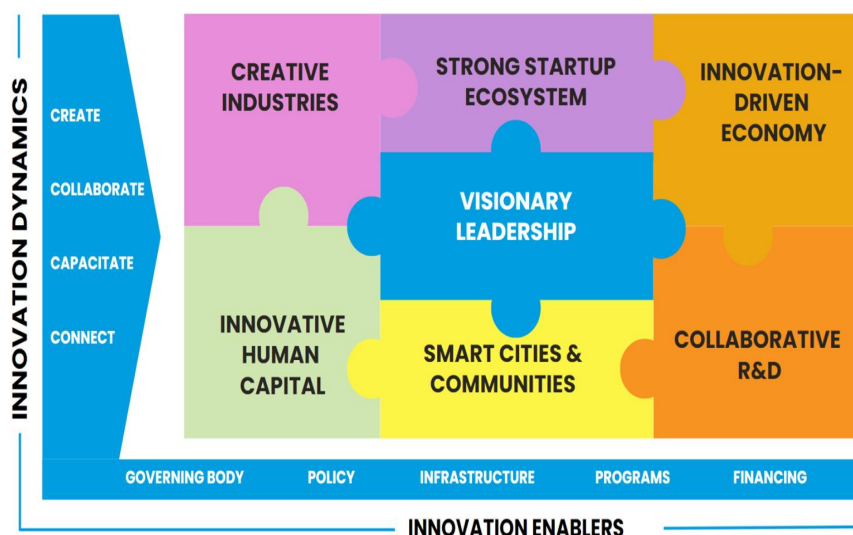 INNOVATION DYNAMICS
CREATE
COLLABORATE
CAPACITATE
CONNECT
CREATIVE
INDUSTRIES
STRONG STARTUP
ECOSYSTEM
INNOVATION-
DRIVEN
ECONOMY
VISIONARY
LEADERSHIP
INNOVATIVE
HUMAN
CAPITAL
SMART CITIES &
COMMUNITIES
COLLABORATIVE
R&D
GOVERNING BODY
POLICY
INFRASTRUCTURE
PROGRAMS
FINANCING
INNOVATION ENABLERS